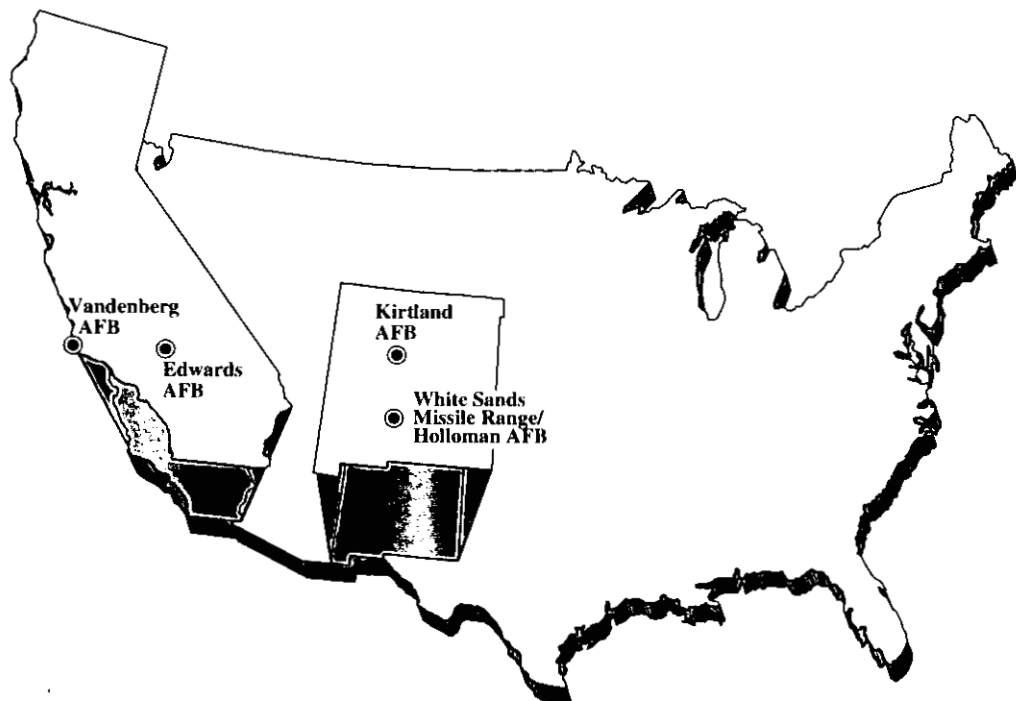 Vandenberg
AFB
Edwards
AFB
Kirtland
AFB
White Sands
Missile Range/
Holloman AFB